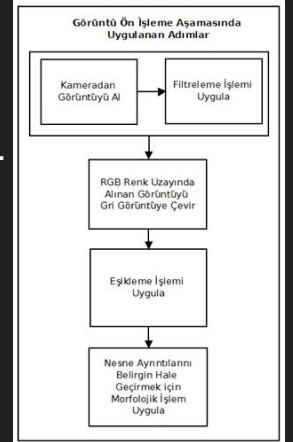 Görüntü Ön İşleme Aşamasında
Uygulanan Adımlar
Kameradan
Görüntüyü Al
Filtreleme İşlemi
Uygula
RGB Renk Uzayında
Alınan Görüntüyü
Gri Görüntüye Çevir
Eşikleme İşlemi
Uygula
Nesne Ayrıntılarını
Belirgin Hale
Geçirmek için
Morfolojik İşlem
Uygula